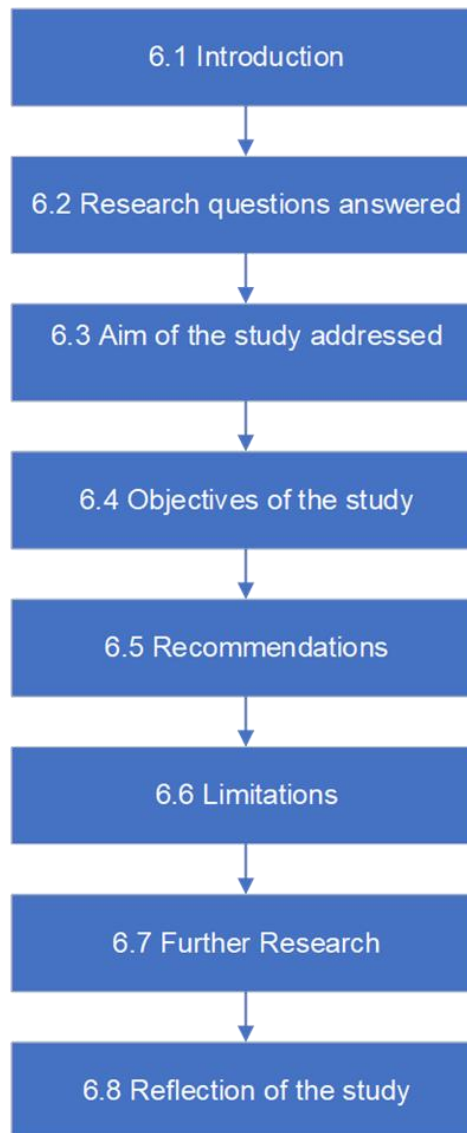 6.1 Introduction
6.2 Research questions answered
6.3 Aim of the study addressed
6.4 Objectives of the study
6.5 Recommendations
6.6 Limitations
6.7 Further Research
6.8 Reflection of the study